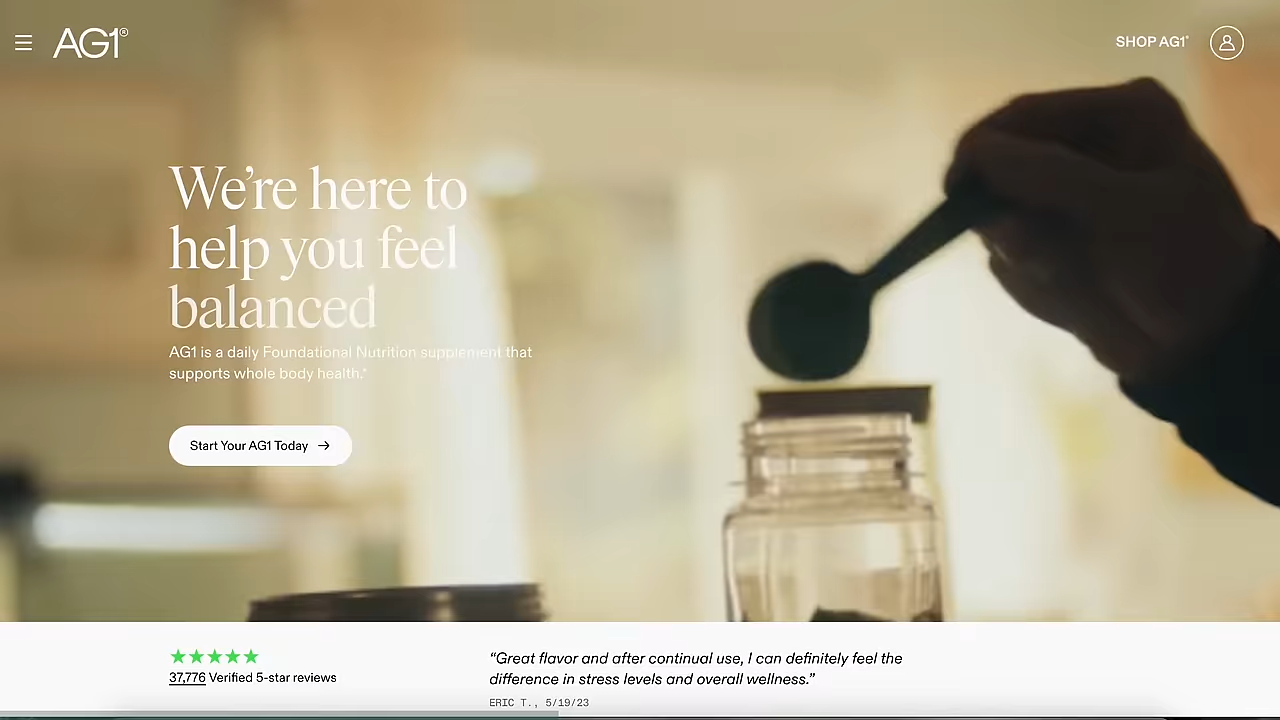 AG1®
SHOP AG1*
We’re here to
help you feel
balanced
AG1 is a daily Foundational Nutrition supplement that
supports whole body health.*
Start Your AG1 Today →
37,776 Verified 5-star reviews
“Great flavor and after continual use, I can definitely feel the
difference in stress levels and overall wellness.”
ERIC T., 5/19/23